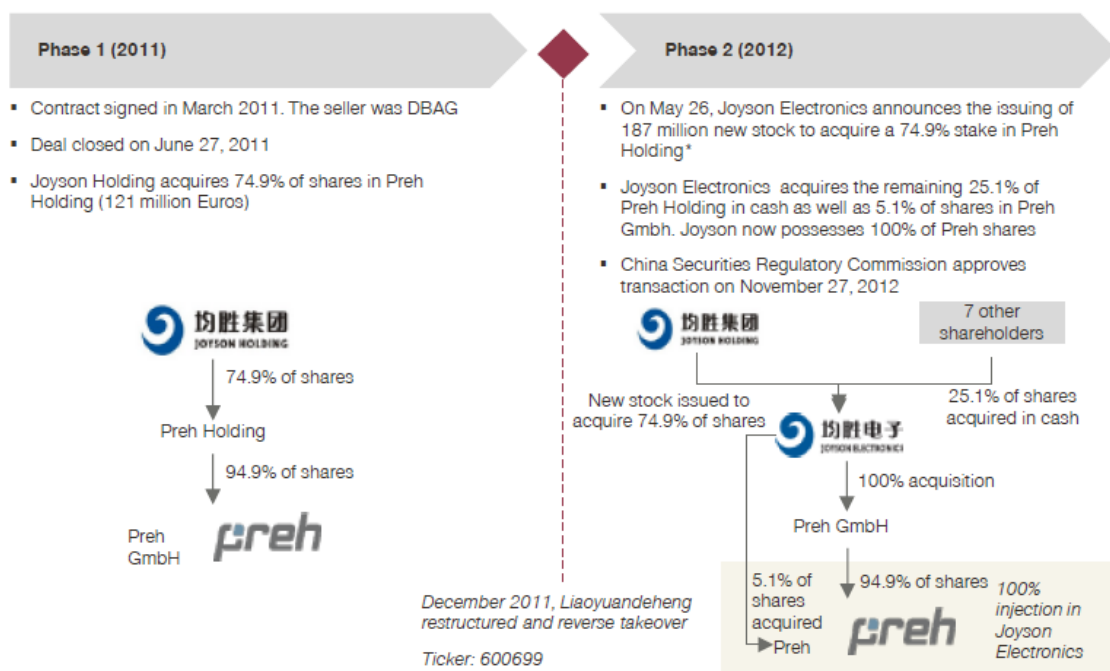 Phase 1 (2011)
▪ Contract signed in March 2011. The seller was DBAG
▪ Deal closed on June 27, 2011
▪ Joyson Holding acquires 74.9% of shares in Preh
Holding (121 million Euros)
均胜集团
JOYSON HOLDING
74.9% of shares
Preh Holding
94.9% of shares
Preh
GmbH
preh
December 2011, Liaoyuandeheng
restructured and reverse takeover
Ticker: 600699
Phase 2 (2012)
▪ On May 26, Joyson Electronics announces the issuing of
187 million new stock to acquire a 74.9% stake in Preh
Holding*
▪ Joyson Electronics acquires the remaining 25.1% of
Preh Holding in cash as well as 5.1% of shares in Preh
Gmbh. Joyson now possesses 100% of Preh shares
▪ China Securities Regulatory Commission approves
transaction on November 27, 2012
均胜集团
JOYSON HOLDING
7 other
shareholders
New stock issued to
acquire 74.9% of shares
25.1% of shares
acquired in cash
均胜电子
JOYSON ELECTRONICS
100% acquisition
Preh GmbH
5.1% of
shares
acquired
Preh
94.9% of shares
preh
100%
injection in
Joyson
Electronics